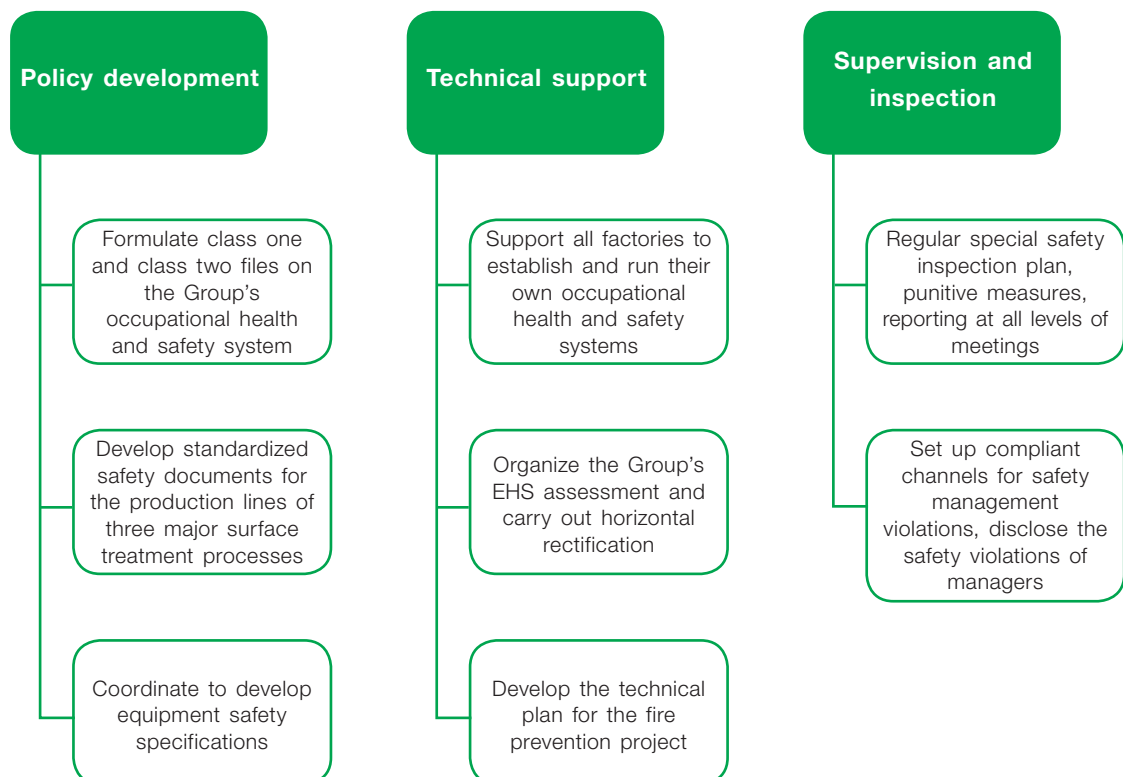 Policy development
Formulate class one
and class two files on
the Group's
occupational health
and safety system
Develop standardized
safety documents for
the production lines of
three major surface
treatment processes
Coordinate to develop
equipment safety
specifications
Technical support
Support all factories to
establish and run their
own occupational
health and safety
systems
Organize the Group's
EHS assessment and
carry out horizontal
rectification
Develop the technical
plan for the fire
prevention project
Supervision and
inspection
Regular special safety
inspection plan,
punitive measures,
reporting at all levels of
meetings
Set up compliant
channels for safety
management
violations, disclose the
safety violations of
managers